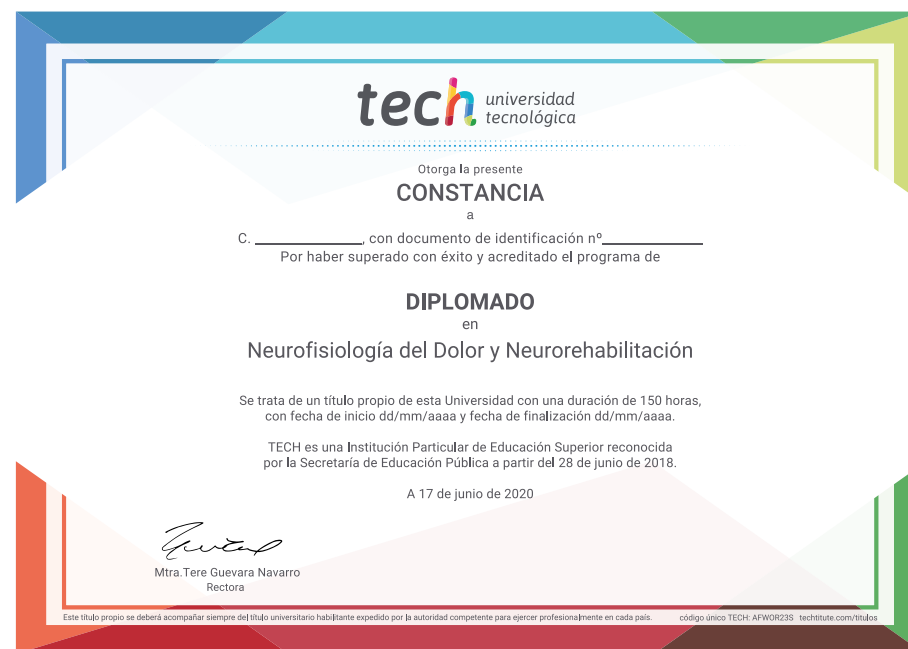 tech universidad
tecnológica
Otorga la presente
CONSTANCIA
a
C. ____________, con documento de identificación nº____________
Por haber superado con éxito y acreditado el programa de
DIPLOMADO
en
Neurofisiología del Dolor y Neurorehabilitación
Se trata de un título propio de esta Universidad con una duración de 150 horas,
con fecha de inicio dd/mm/aaaa y fecha de finalización dd/mm/aaaa.
TECH es una Institución Particular de Educación Superior reconocida
por la Secretaría de Educación Pública a partir del 28 de junio de 2018.
A 17 de junio de 2020
Mtra.Tere Guevara Navarro
Rectora
Este título propio se deberá acompañar siempre del título universitario habilitante expedido por la autoridad competente para ejercer profesionalmente en cada país. código único TECH: AFWOR23S techtitute.com/titulos